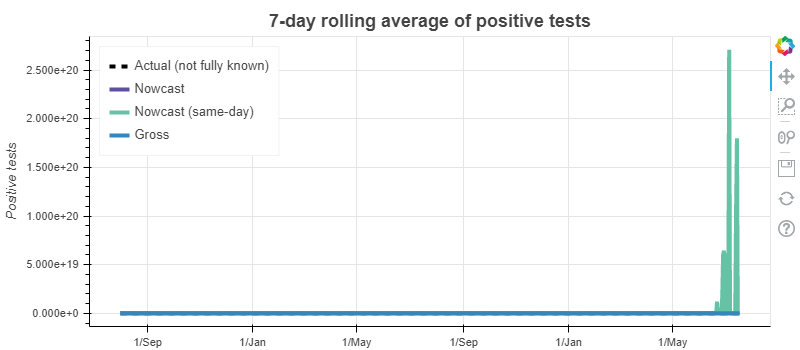 7-day rolling average of positive tests
Actual (not fully known)
Nowcast
Nowcast (same-day)
Gross
Positive tests
2.500e+20
2.000e+20
1.500e+20
1.000e+20
5.000e+19
0.000e+0
1/Sep 1/Jan 1/May 1/Sep 1/Jan 1/May